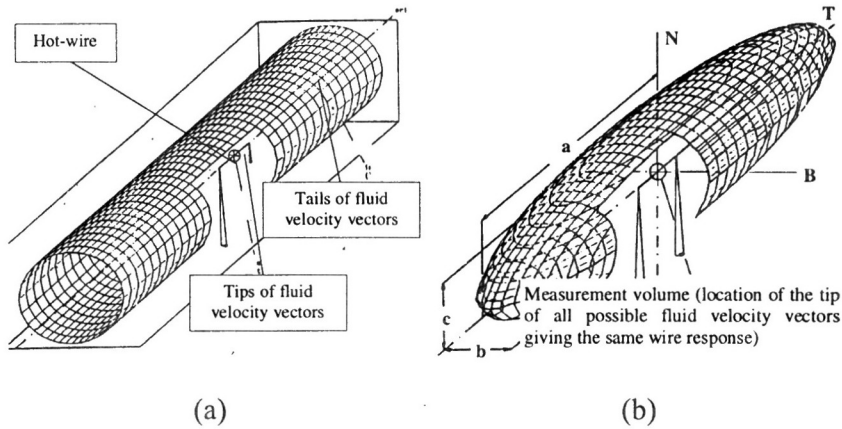 Hot-wire
Tails of fluid
velocity vectors
Tips of fluid
velocity vectors
(a)
T
N
a
B
c
b
Measurement volume (location of the tip
of all possible fluid velocity vectors
giving the same wire response)
(b)